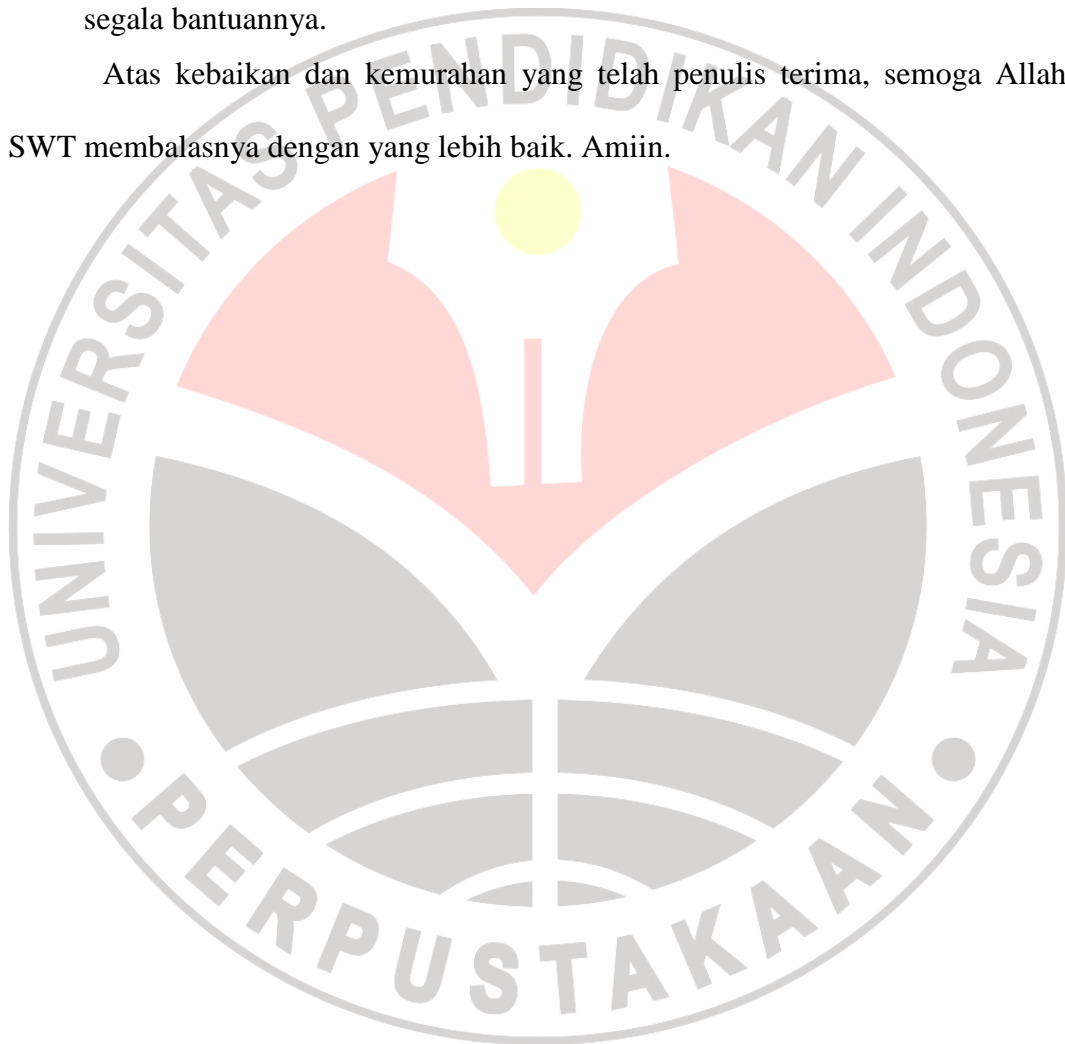 segala bantuannya.
Atas kebaikan dan kemurahan yang telah penulis terima, semoga Allah
SWT membalasnya dengan yang lebih baik. Amiin.
UNIVERSITAS PENDIDIKAN INDONESIA
PERPUSTAKAAN